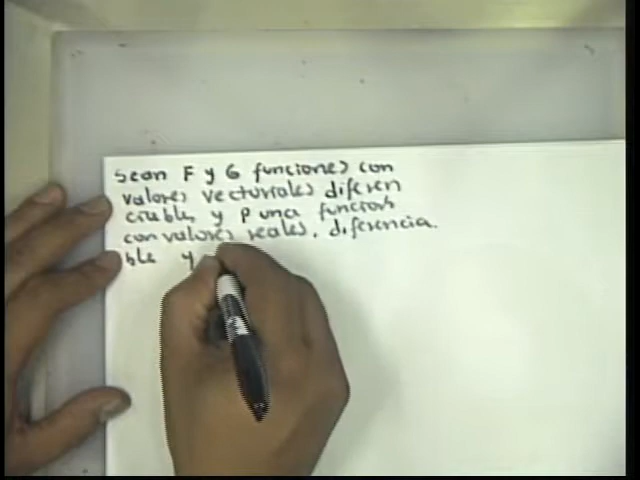 Sean F y G funciones con
valores vectoriales diferen
ciables y P una función
con valores reales, diferencia.
ble y